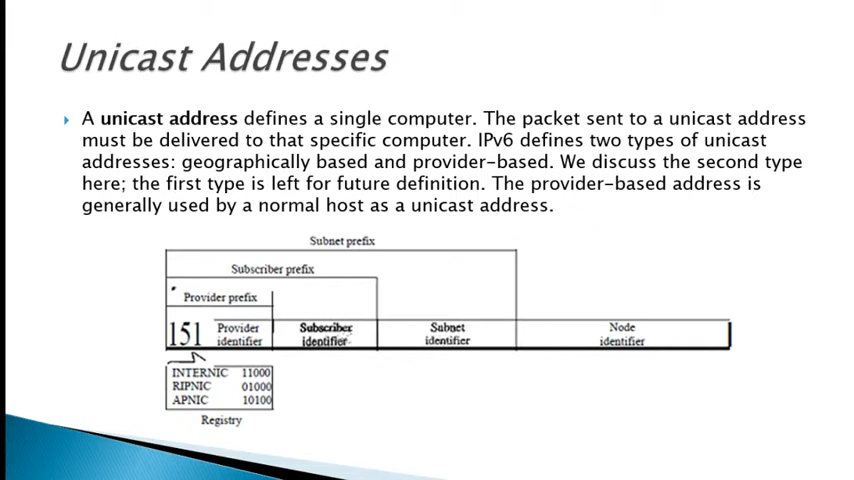 Unicast Addresses
A unicast address defines a single computer. The packet sent to a unicast address
must be delivered to that specific computer. IPv6 defines two types of unicast
addresses: geographically based and provider-based. We discuss the second type
here; the first type is left for future definition. The provider-based address is
generally used by a normal host as a unicast address.
Subnet prefix
Subscriber prefix
Provider prefix
151
Provider identifier
Subscriber identifier
Subnet identifier
Node identifier
INTERNIC 11000
RIPNIC 01000
APNIC 10100
Registry